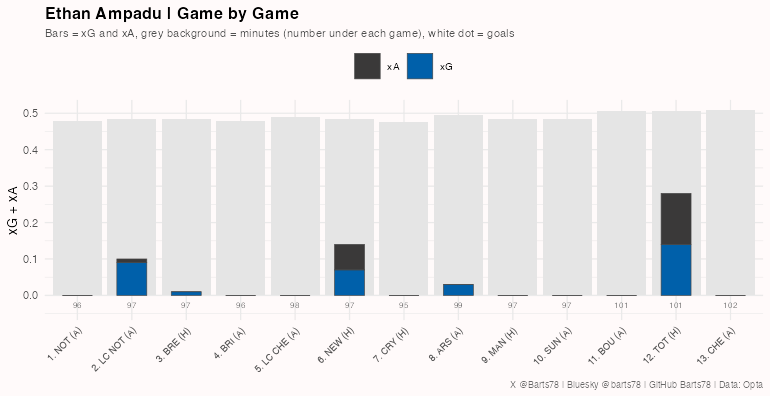 Ethan Ampadu | Game by Game
Bars = xG and xA, grey background = minutes (number under each game), white dot = goals
xA xG
xG + xA
0.5
0.4
0.3
0.2
0.1
0.0
96 97 97 96 98 97 95 99 97 97 101 101 102
1. NOT (A)
2. LC NOT (A)
3. BRE (H)
4. BRI (A)
5. LC CHE (A)
6. NEW (H)
7. CRY (H)
8. ARS (A)
9. MAN (H)
10. SUN (A)
11. BOU (A)
12. TOT (H)
13. CHE (A)
X @Barts78 | Bluesky @barts78 | GitHub Barts78 | Data: Opta